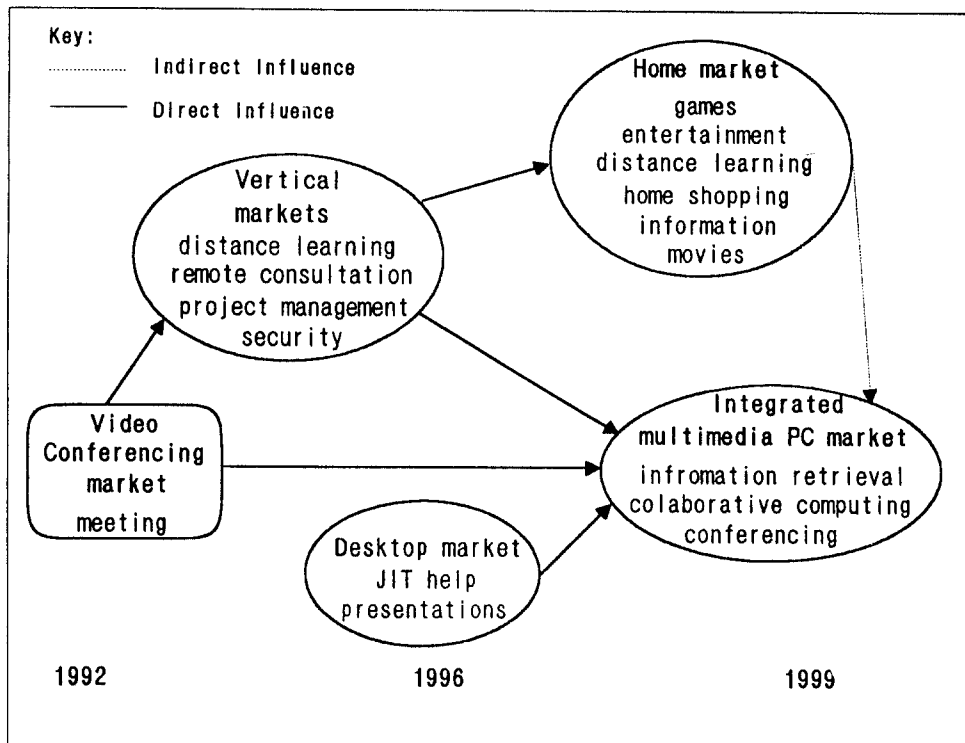 Key:
Indirect Influence
Direct Influence
Home market
games
entertainment
distance learning
home shopping
information
movies
Vertical
markets
distance learning
remote consultation
project management
security
Video
Conferencing
market
meeting
Integrated
multimedia PC market
infromation retrieval
colaborative computing
conferencing
Desktop market
JIT help
presentations
1992
1996
1999